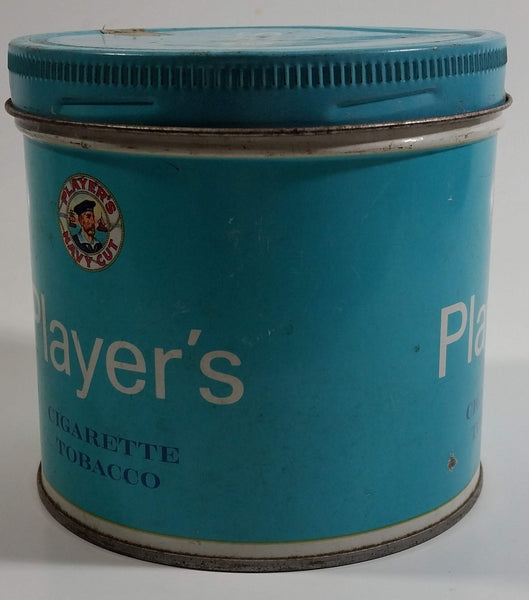 PLAYER'S
NAVY CUT
Player's
CIGARETTE
TOBACCO
Pla